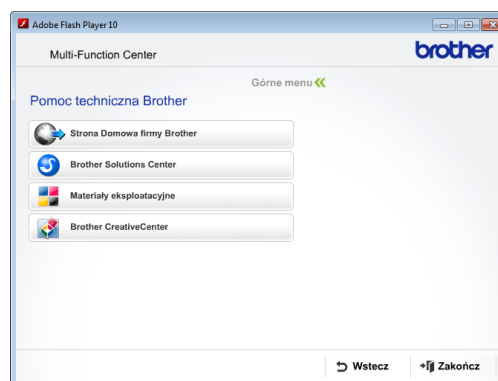 Adobe Flash Player 10
Multi-Function Center
brother
Górne menu
Pomoc techniczna Brother
Strona Domowa firmy Brother
Brother Solutions Center
Materiały eksploatacyjne
Brother CreativeCenter
Wstecz
Zakończ